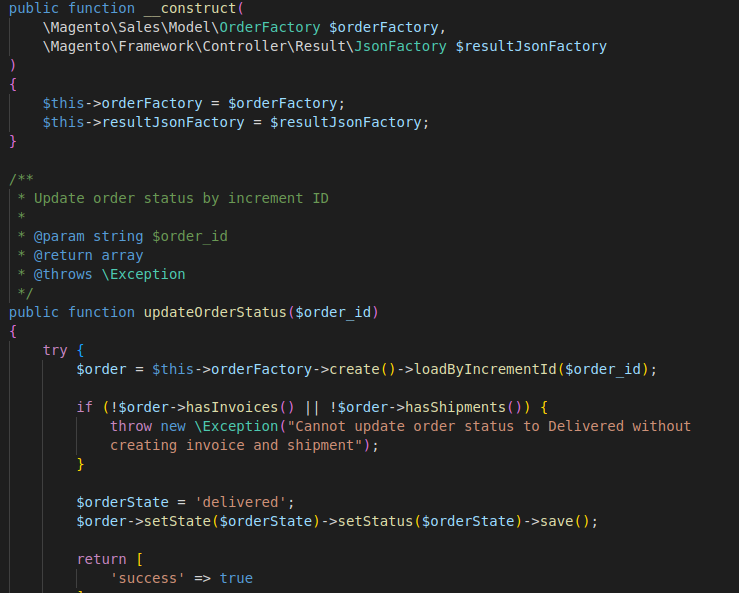 public function __construct(
    \Magento\Sales\Model\OrderFactory $orderFactory,
    \Magento\Framework\Controller\Result\JsonFactory $resultJsonFactory
)
{
    $this->orderFactory = $orderFactory;
    $this->resultJsonFactory = $resultJsonFactory;
}

/**
 * Update order status by increment ID
 *
 * @param string $order_id
 * @return array
 * @throws \Exception
 */
public function updateOrderStatus($order_id)
{
    try {
        $order = $this->orderFactory->create()->loadByIncrementId($order_id);

        if (!$order->hasInvoices() || !$order->hasShipments()) {
            throw new \Exception("Cannot update order status to Delivered without
            creating invoice and shipment");
        }

        $orderState = 'delivered';
        $order->setState($orderState)->setStatus($orderState)->save();

        return [
            'success' => true